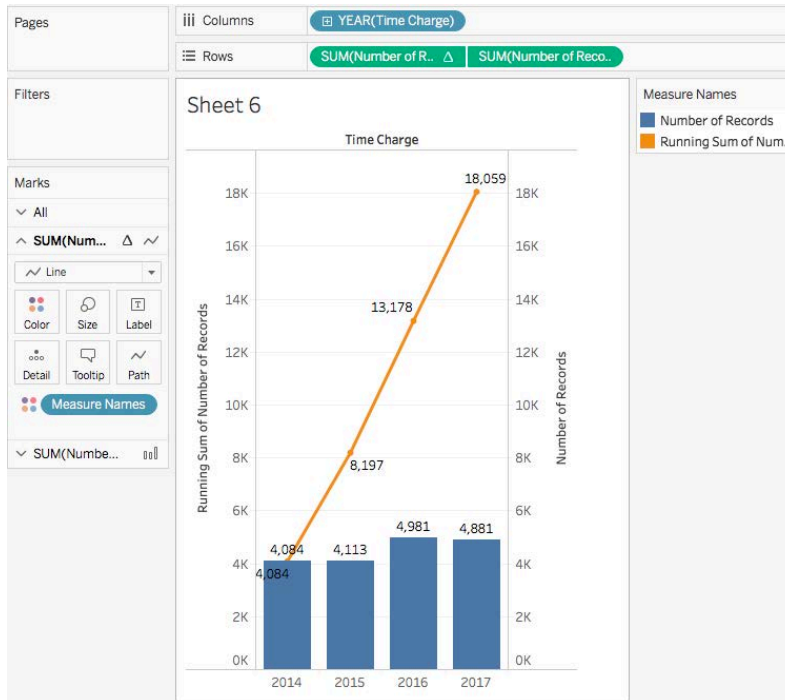 Pages
Columns
YEAR(Time Charge)
Rows
SUM(Number of R..
SUM(Number of Reco..
Filters
Marks
All
SUM(Num...
Line
Color
Size
Label
Detail
Tooltip
Path
Measure Names
SUM(Numbe...
Sheet 6
Time Charge
Running Sum of Number of Records
18K
16K
14K
12K
10K
8K
6K
4K
2K
0K
18,059
13,178
8,197
4,084
4,084
4,113
4,981
4,881
2014
2015
2016
2017
18K
16K
14K
12K
10K
8K
6K
4K
2K
0K
Number of Records
Measure Names
Number of Records
Running Sum of Num.